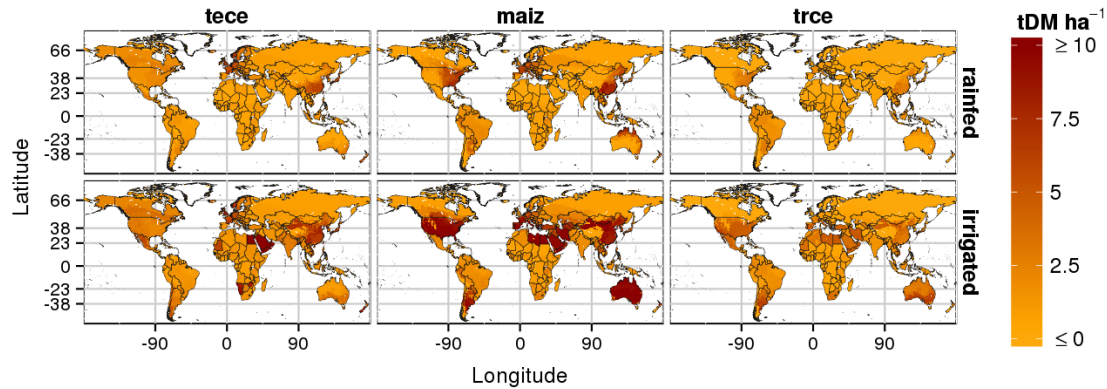 tece maiz trce
tDM ha⁻¹
≥ 10
7.5
5
2.5
≤ 0
rainfed
irrigated
Latitude
66
38
23
0
-23
-38
66
38
23
0
-23
-38
-90 0 90
-90 0 90
-90 0 90
Longitude